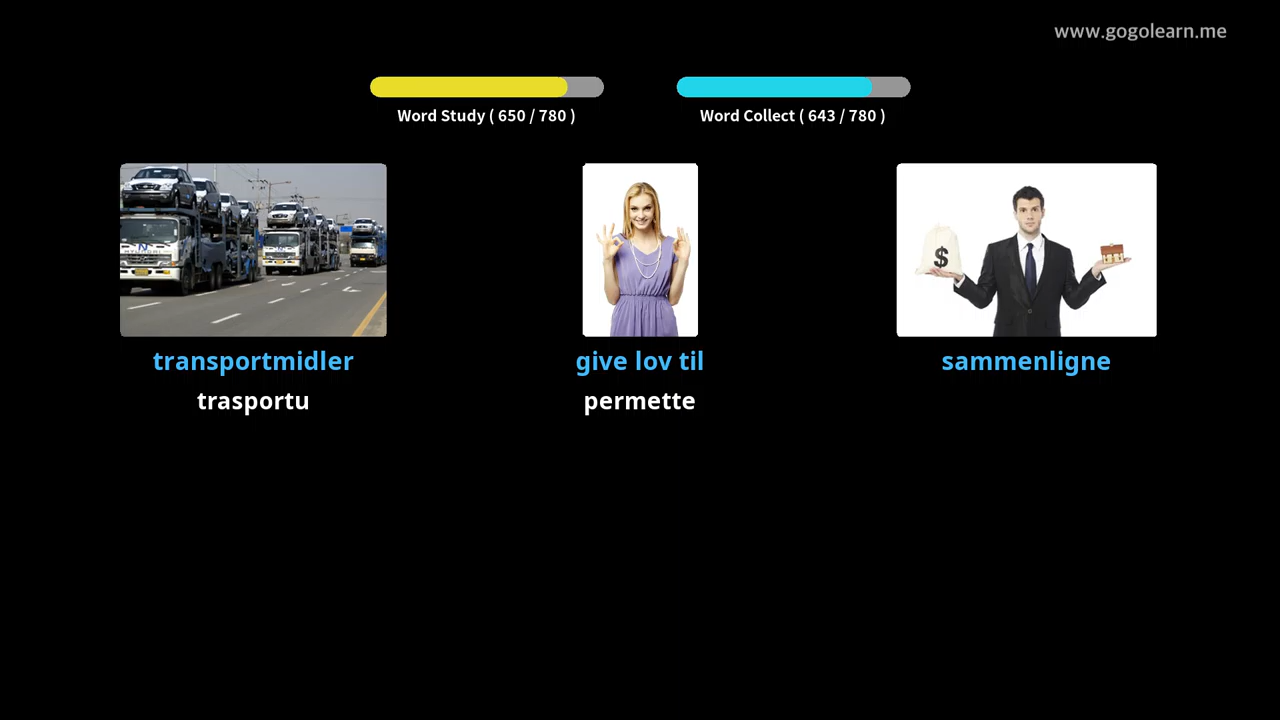 www.gogolearn.me
Word Study ( 650 / 780 )
Word Collect ( 643 / 780 )
$
transportmidler
give lov til
sammenligne
trasportu
permette